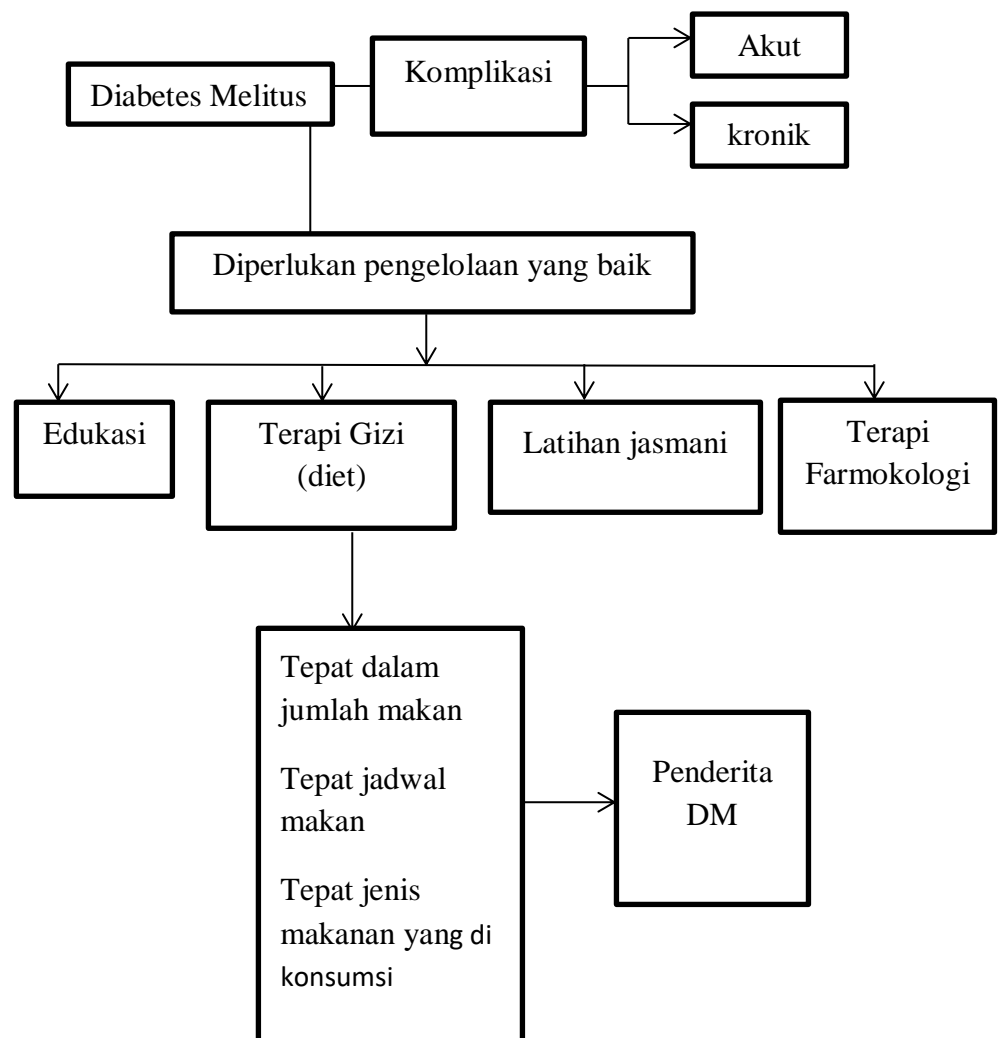 Akut
Komplikasi
Diabetes Melitus
kronik
Diperlukan pengelolaan yang baik
Edukasi
Terapi Gizi
(diet)
Latihan jasmani
Terapi
Farmokologi
Tepat dalam
jumlah makan
Tepat jadwal
makan
Tepat jenis
makanan yang di
konsumsi
Penderita
DM